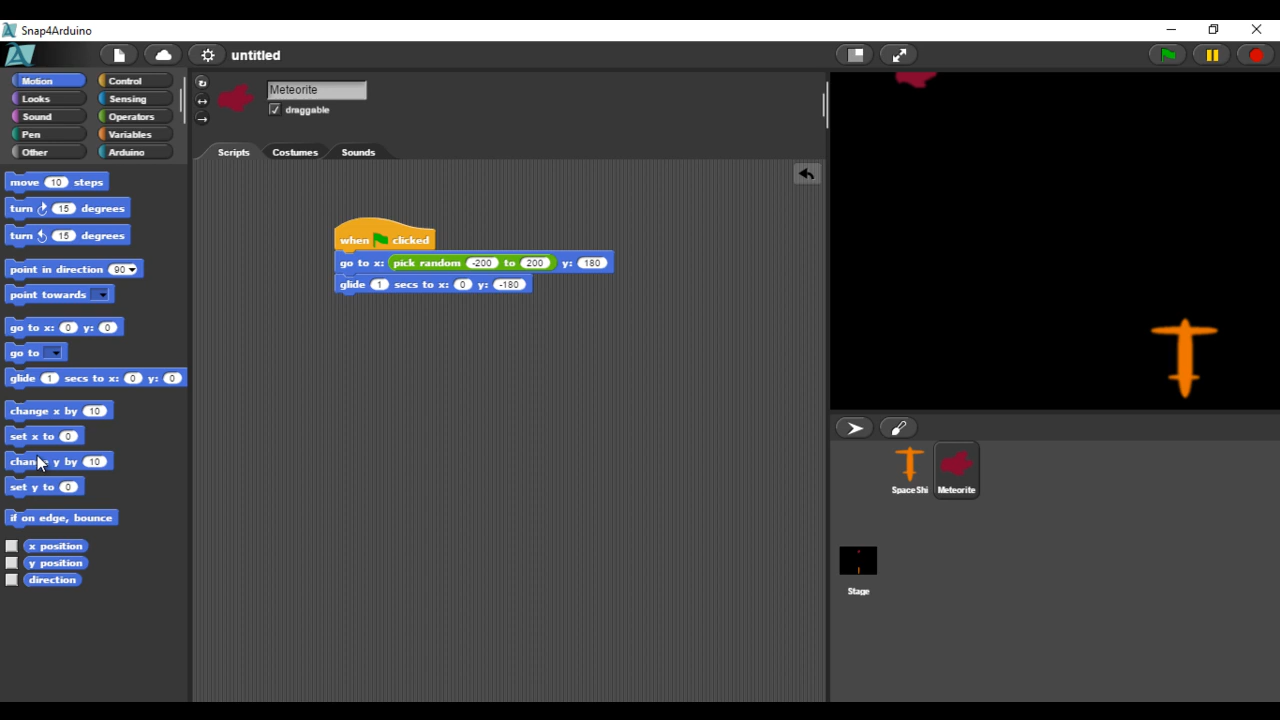 Snap4Arduino
untitled
Motion Control
Looks Sensing
Sound Operators
Pen Variables
Other Arduino
Meteorite
draggable
Scripts Costumes Sounds
move 10 steps
turn 15 degrees
turn 15 degrees
point in direction 90
point towards
go to x: 0 y: 0
go to
glide 1 secs to x: 0 y: 0
change x by 10
set x to 0
change y by 10
set y to 0
if on edge, bounce
x position
y position
direction
when clicked
go to x: pick random -200 to 200 y: 180
glide 1 secs to x: 0 y: -180
SpaceShi Meteorite
Stage